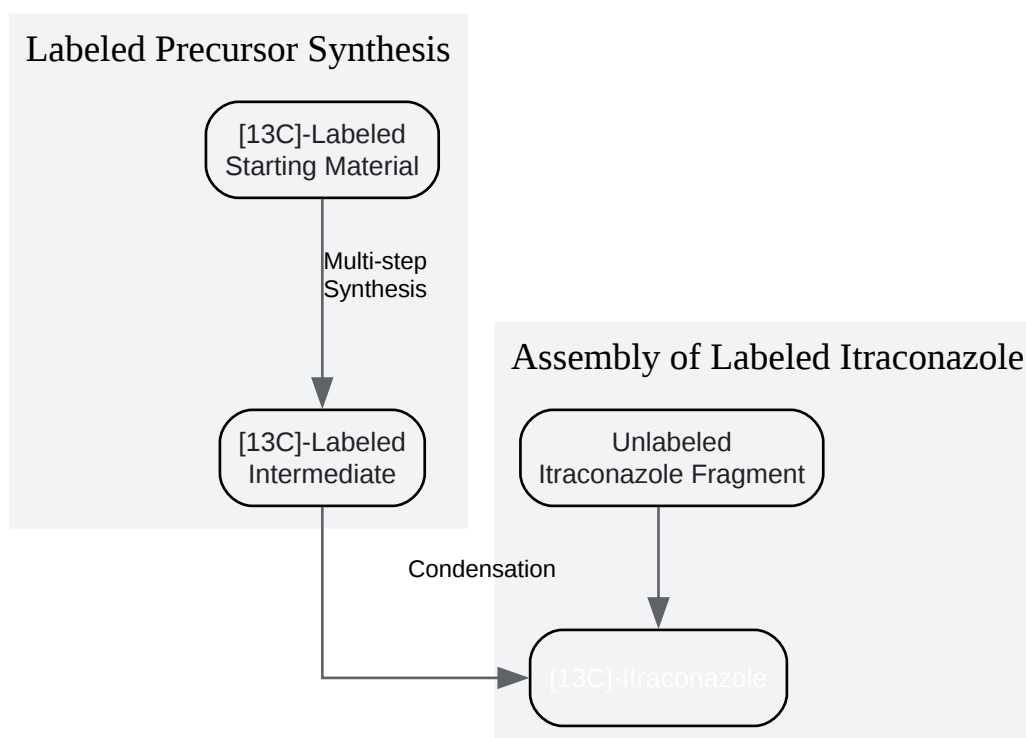 Labeled Precursor Synthesis
[13C]-Labeled
Starting Material
Multi-step
Synthesis
[13C]-Labeled
Intermediate
Assembly of Labeled Itraconazole
Unlabeled
Itraconazole Fragment
Condensation
[13C]-Itraconazole